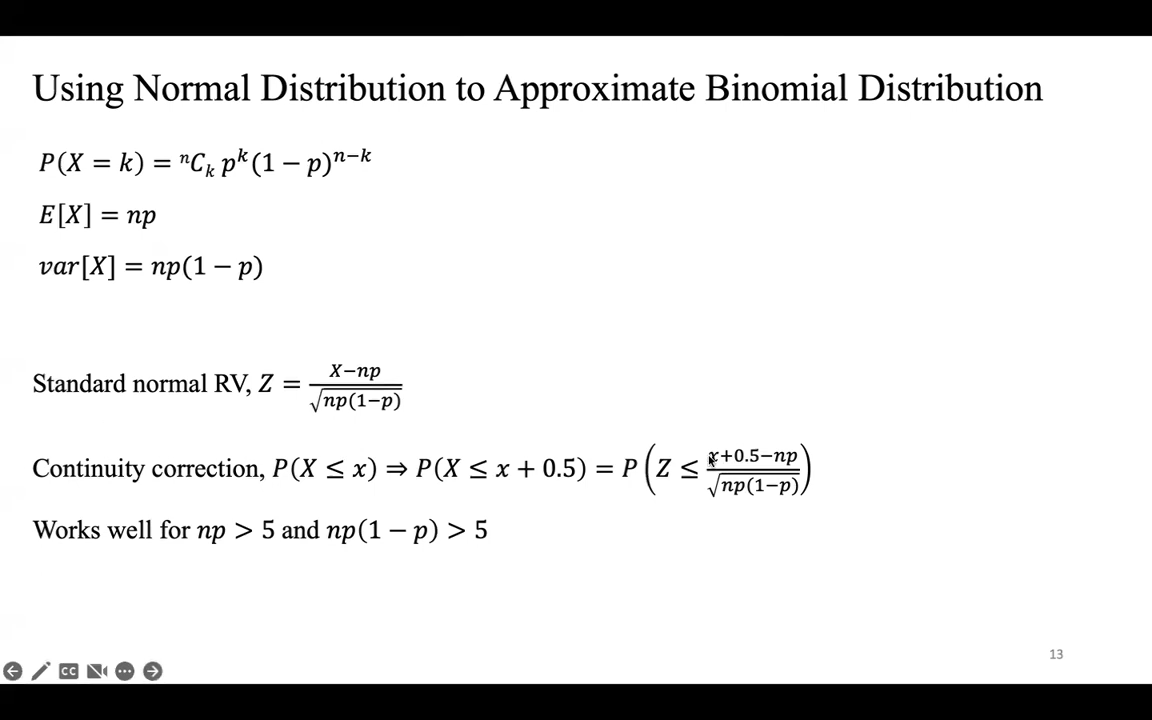 Using Normal Distribution to Approximate Binomial Distribution
P(X = k) = ⁿCₖ pᵏ(1 − p)ⁿ⁻ᵏ
E[X] = np
var[X] = np(1 − p)
Standard normal RV, Z = (X−np)/√(np(1−p))
Continuity correction, P(X ≤ x) ⇒ P(X ≤ x + 0.5) = P(Z ≤ (x+0.5−np)/√(np(1−p)))
Works well for np > 5 and np(1 − p) > 5
13
CC